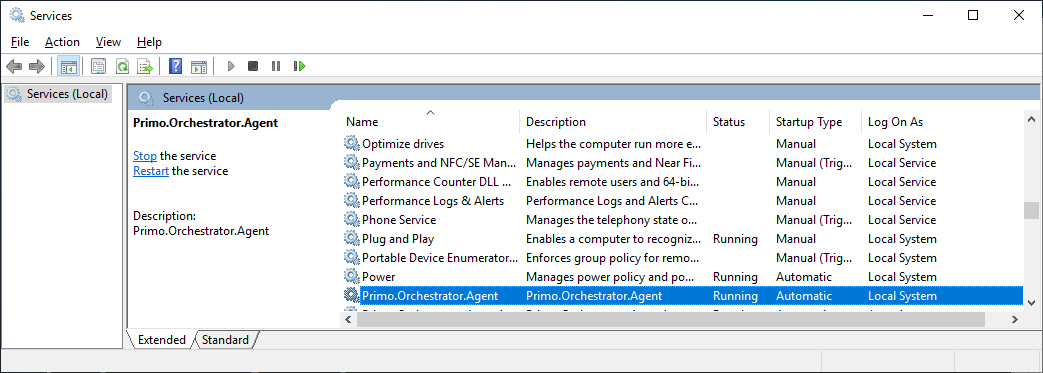 Services
File Action View Help
Services (Local)
Services (Local)
Primo.Orchestrator.Agent
Stop the service
Restart the service
Description:
Primo.Orchestrator.Agent
Name Description Status Startup Type Log On As
Optimize drives Helps the computer run more e... Manual Local System
Payments and NFC/SE Man... Manages payments and Near Fi... Manual (Trig... Local Service
Performance Counter DLL ... Enables remote users and 64-bi... Manual Local Service
Performance Logs & Alerts Performance Logs and Alerts C... Manual Local Service
Phone Service Manages the telephony state o... Manual (Trig... Local Service
Plug and Play Enables a computer to recogniz... Running Manual Local System
Portable Device Enumerator... Enforces group policy for remo... Manual (Trig... Local System
Power Manages power policy and po... Running Automatic Local System
Primo.Orchestrator.Agent Primo.Orchestrator.Agent Running Automatic Local System
Extended Standard